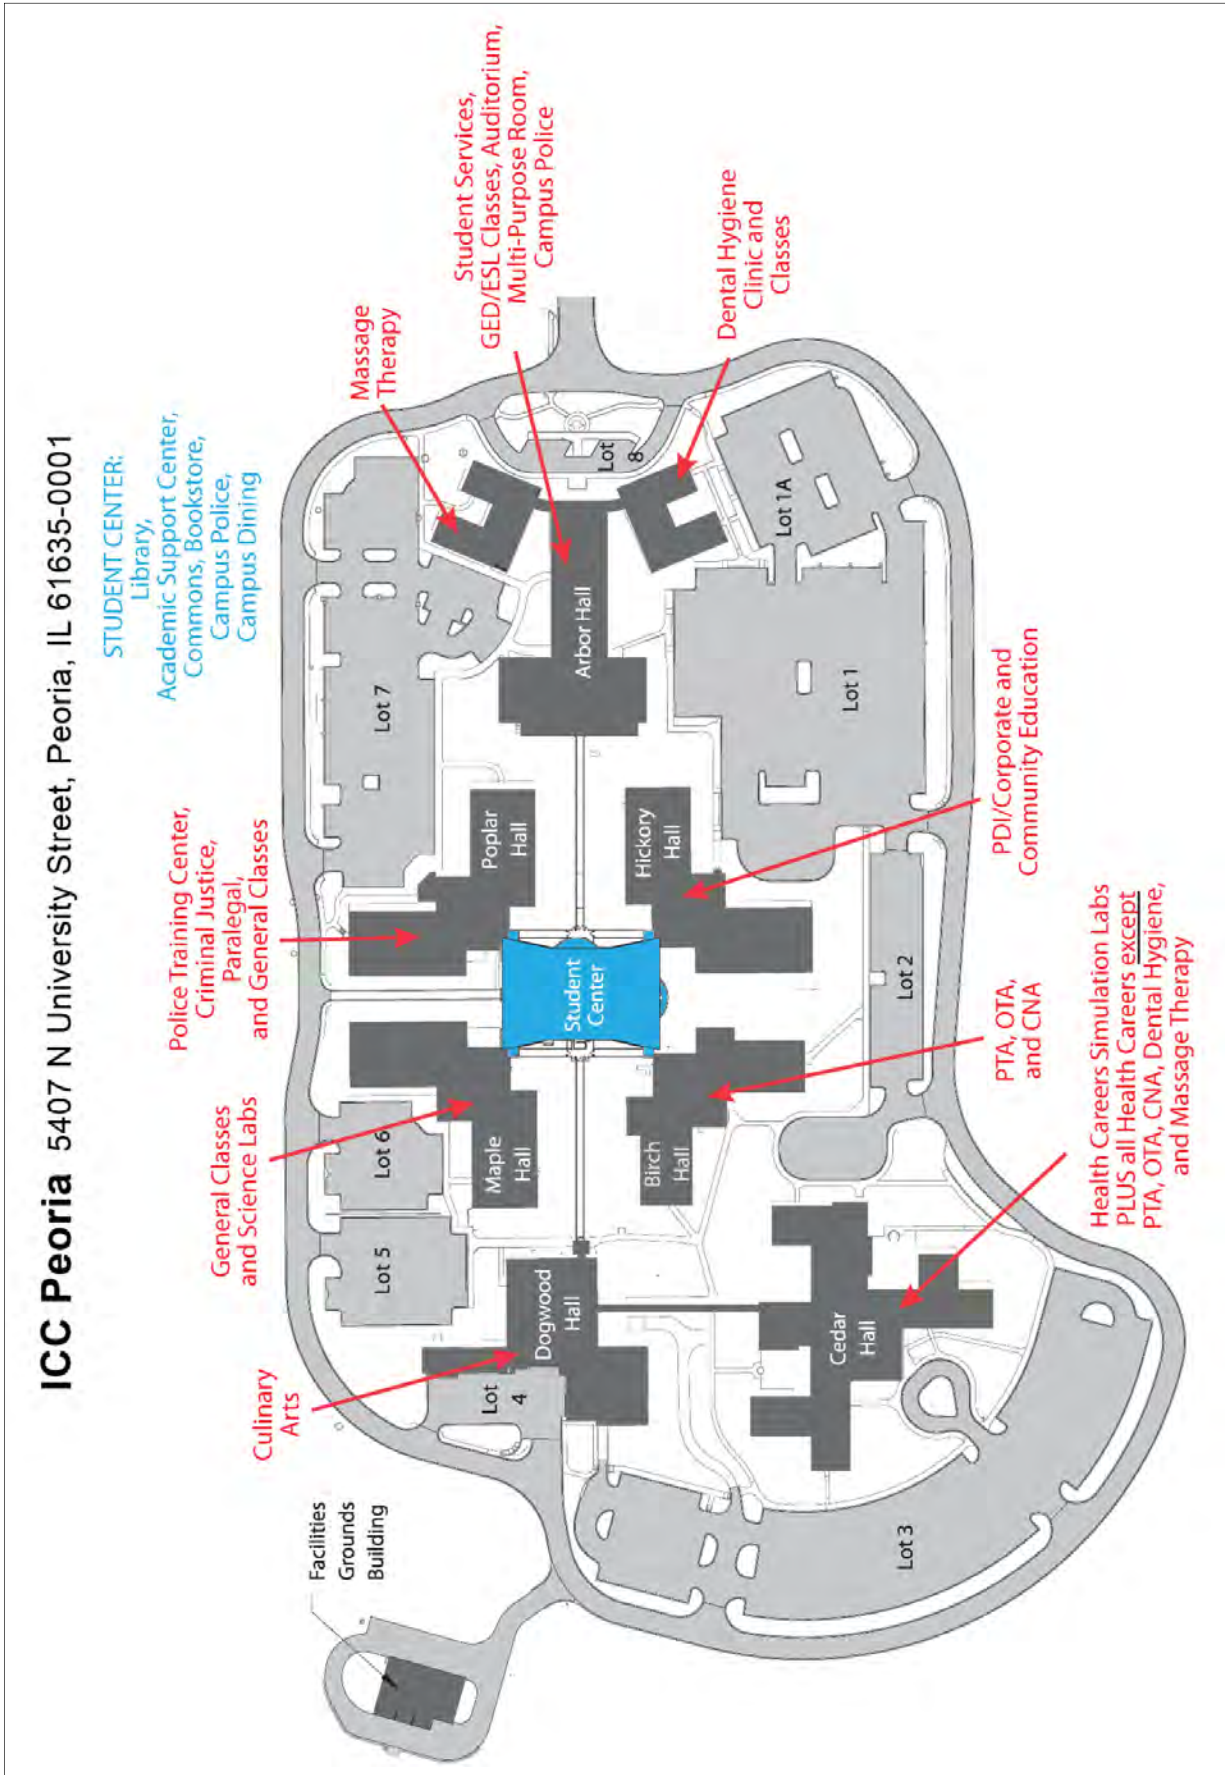 ICC Peoria 5407 N University Street, Peoria, IL 61635-0001
STUDENT CENTER:
Library,
Academic Support Center,
Commons, Bookstore,
Campus Police,
Campus Dining
Facilities
Grounds
Building
Culinary
Arts
General Classes
and Science Labs
Police Training Center,
Criminal Justice,
Paralegal,
and General Classes
Massage
Therapy
Student Services,
GED/ESL Classes, Auditorium,
Multi-Purpose Room,
Campus Police
Lot
4
Lot 5
Lot 6
Lot 7
Lot
8
Dogwood
Hall
Maple
Hall
Poplar
Hall
Student
Center
Arbor Hall
Birch
Hall
Hickory
Hall
Cedar
Hall
Lot 3
Lot 2
Lot 1
Lot 1A
Dental Hygiene
Clinic and
Classes
PDI/Corporate and
Community Education
PTA, OTA,
and CNA
Health Careers Simulation Labs
PLUS all Health Careers except
PTA, OTA, CNA, Dental Hygiene,
and Massage Therapy